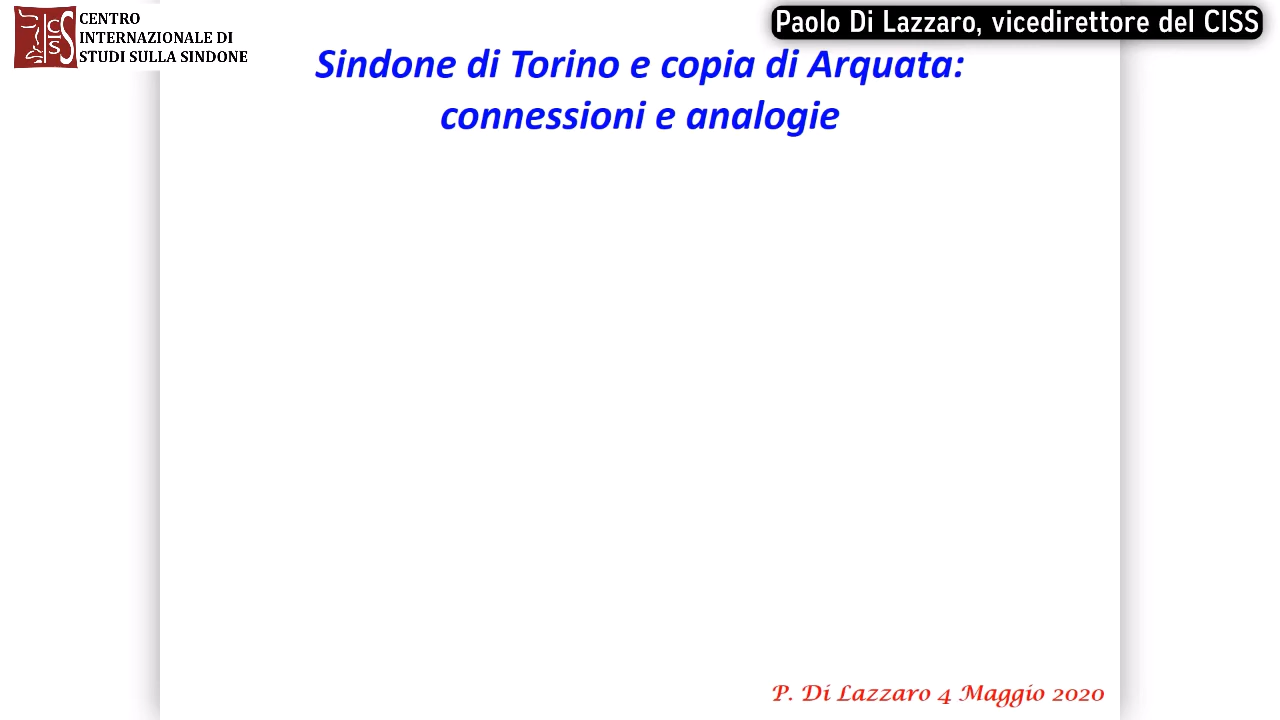 CENTRO
INTERNAZIONALE DI
STUDI SULLA SINDONE
Paolo Di Lazzaro, vicedirettore del CISS
Sindone di Torino e copia di Arquata:
connessioni e analogie
P. Di Lazzaro 4 Maggio 2020